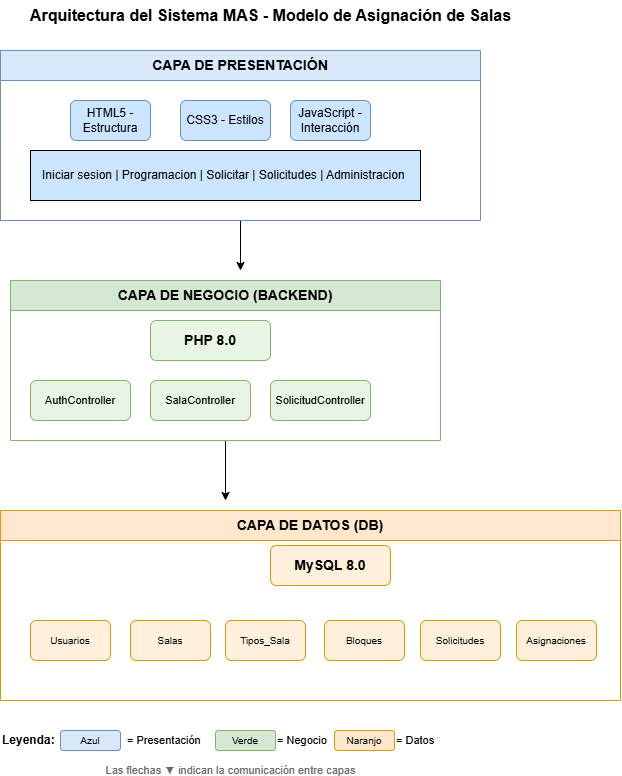 Arquitectura del Sistema MAS - Modelo de Asignación de Salas
CAPA DE PRESENTACIÓN
HTML5 -
Estructura
CSS3 - Estilos
JavaScript -
Interacción
Iniciar sesion | Programacion | Solicitar | Solicitudes | Administracion
CAPA DE NEGOCIO (BACKEND)
PHP 8.0
AuthController
SalaController
SolicitudController
CAPA DE DATOS (DB)
MySQL 8.0
Usuarios
Salas
Tipos_Sala
Bloques
Solicitudes
Asignaciones
Leyenda: Azul = Presentación Verde = Negocio Naranjo = Datos
Las flechas ▼ indican la comunicación entre capas